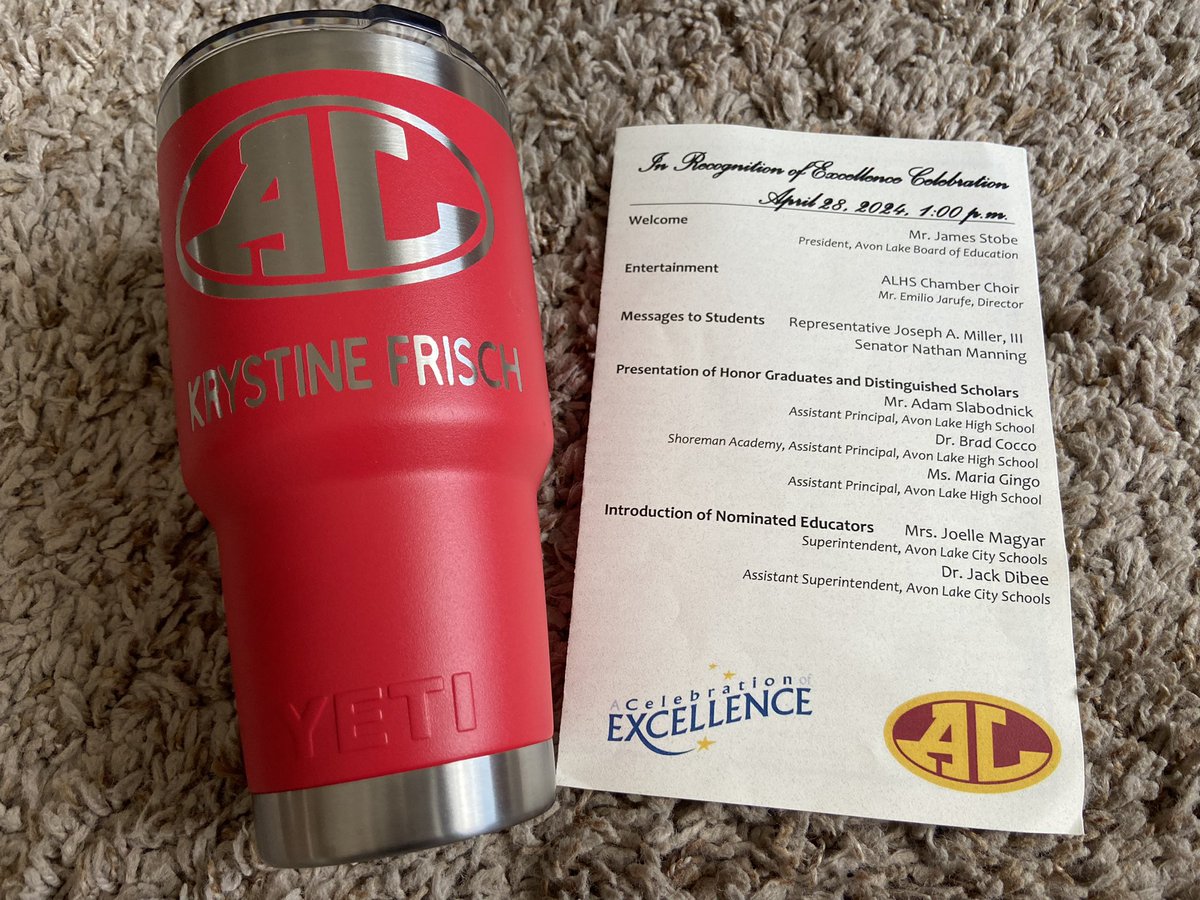 AL
KRYSTINE FRISCH
YETI
In Recognition of Excellence Celebration
April 28, 2024, 1:00 p.m.
Welcome
Mr. James Stobe
President, Avon Lake Board of Education
Entertainment
ALHS Chamber Choir
Mr. Emilio Jarufe, Director
Messages to Students Representative Joseph A. Miller, III
Senator Nathan Manning
Presentation of Honor Graduates and Distinguished Scholars
Mr. Adam Slabodnick
Assistant Principal, Avon Lake High School
Dr. Brad Cocco
Shoreman Academy, Assistant Principal, Avon Lake High School
Ms. Maria Gingo
Assistant Principal, Avon Lake High School
Introduction of Nominated Educators Mrs. Joelle Magyar
Superintendent, Avon Lake City Schools
Dr. Jack Dibee
Assistant Superintendent, Avon Lake City Schools
A Celebration of
EXCELLENCE
AL